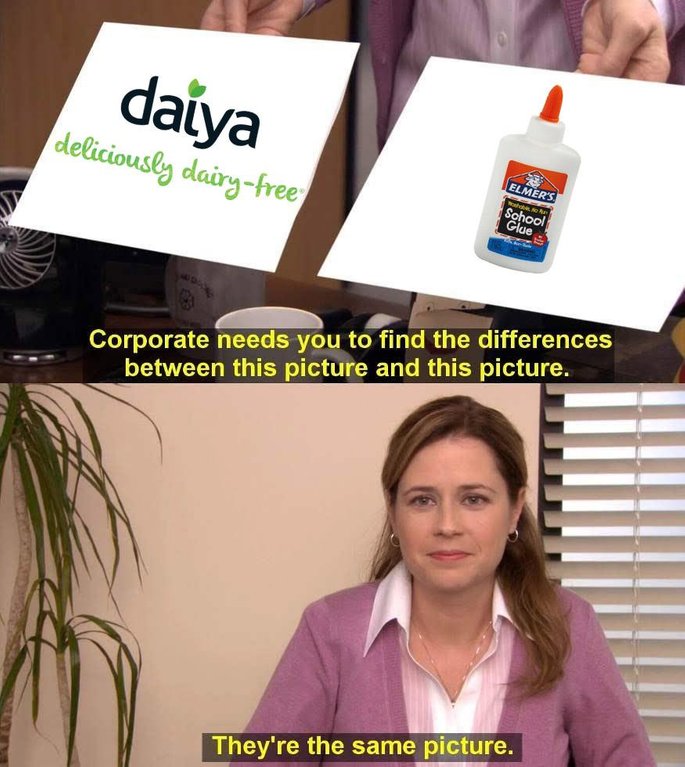 daiya
deliciously dairy-free
ELMER'S
School
Glue
Corporate needs you to find the differences
between this picture and this picture.
They're the same picture.